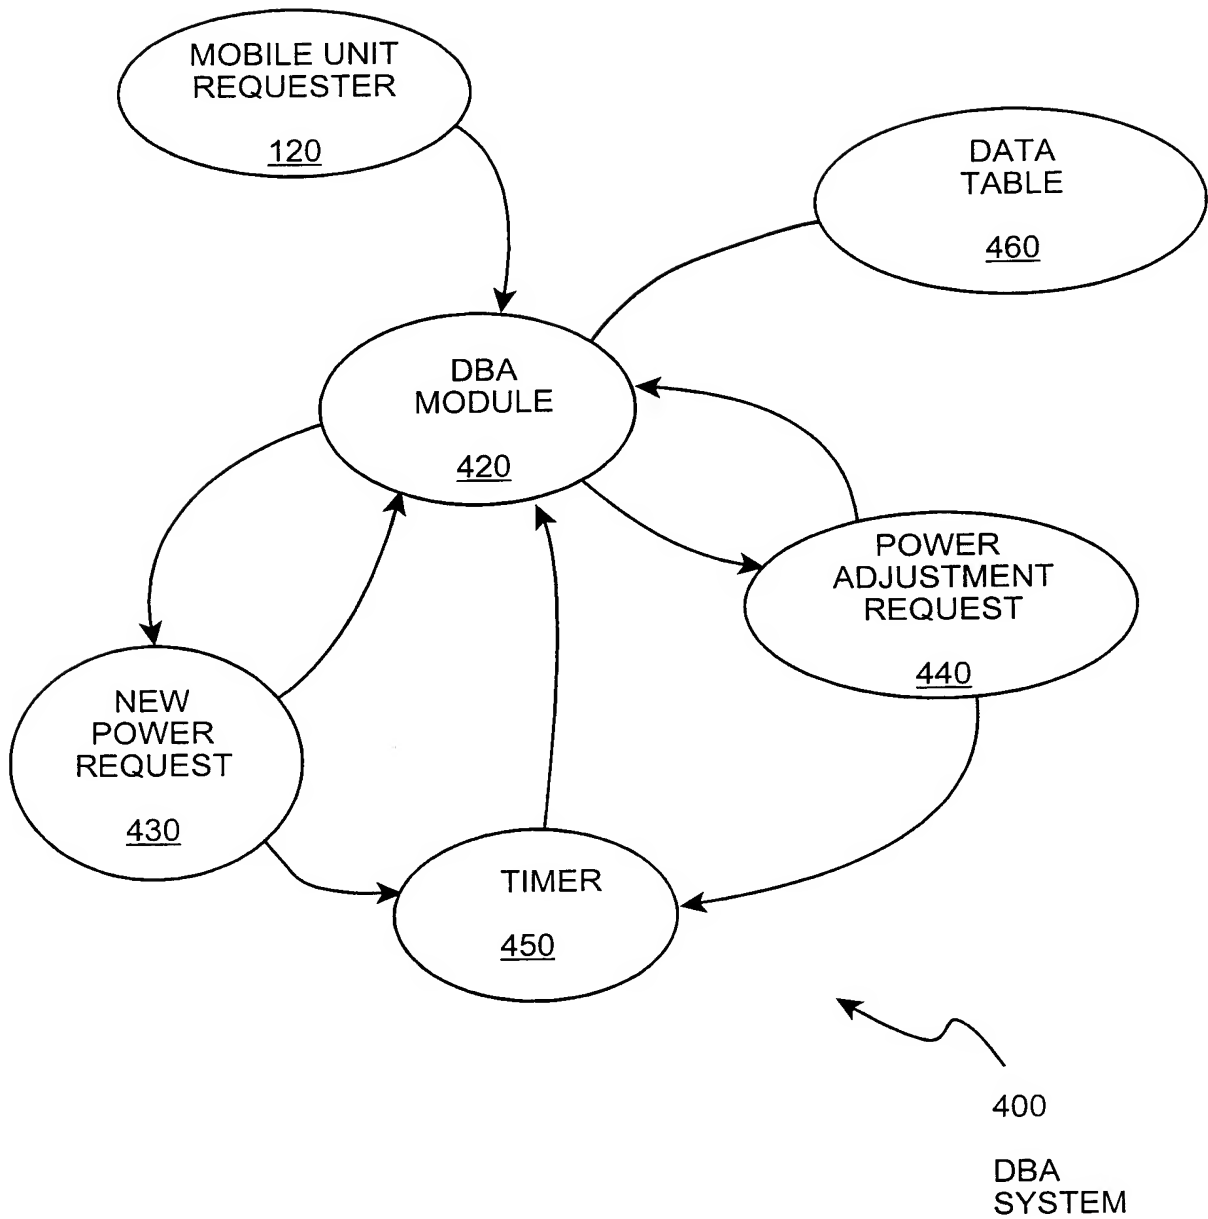 MOBILE UNIT
REQUESTER
120
DATA
TABLE
460
DBA
MODULE
420
POWER
ADJUSTMENT
REQUEST
440
NEW
POWER
REQUEST
430
TIMER
450
400
DBA
SYSTEM